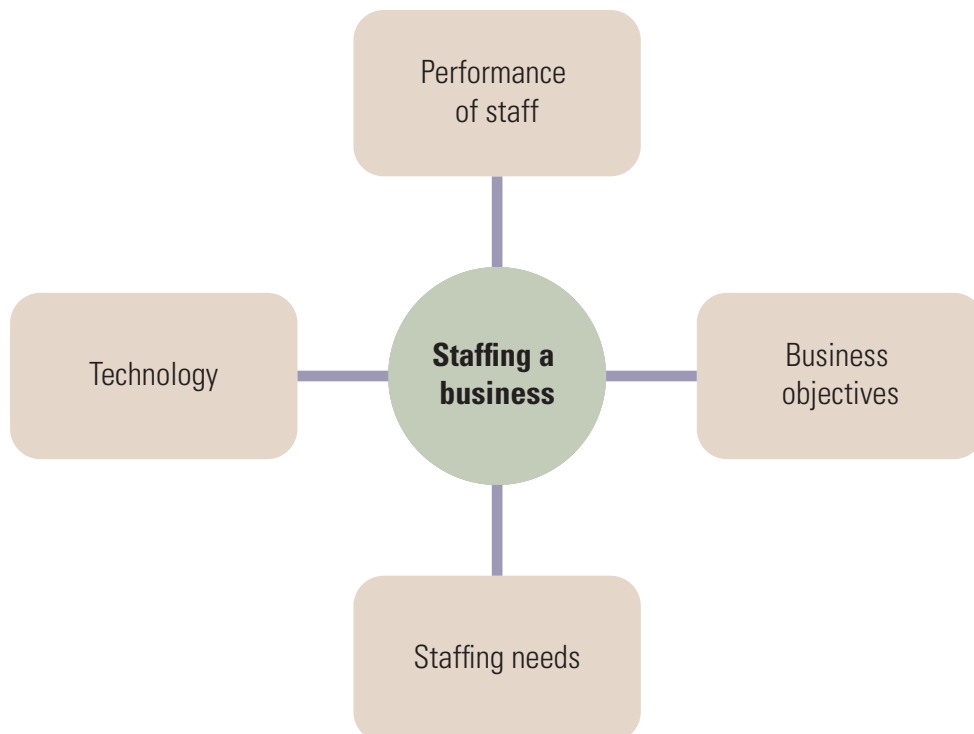 Performance
of staff
Technology
Staffing a
business
Business
objectives
Staffing needs